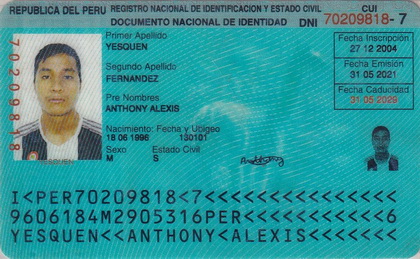 REPUBLICA DEL PERU REGISTRO NACIONAL DE IDENTIFICACION Y ESTADO CIVIL CUI
DOCUMENTO NACIONAL DE IDENTIDAD DNI 70209818 - 7
70209818
Primer Apellido
YESQUEN
Segundo Apellido
FERNANDEZ
Pre Nombres
ANTHONY ALEXIS
Nacimiento: Fecha y Ubigeo
18 06 1996 130101
Sexo Estado Civil
M S
Fecha Inscripción
27 12 2004
Fecha Emisión
31 05 2021
Fecha Caducidad
31 05 2029
YESQUEN
I<PER70209818<7<<<<<<<<<<<<<<<
9606184M2905316PER<<<<<<<<<<<6
YESQUEN<<ANTHONY<ALEXIS<<<<<<<